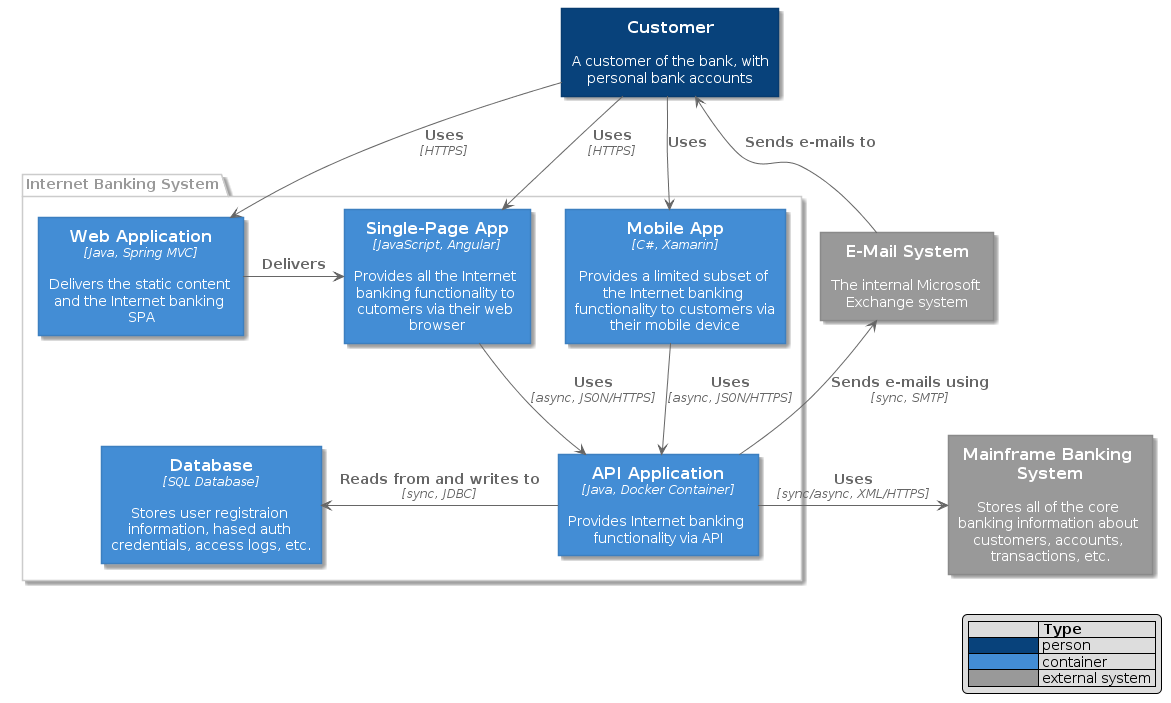 Customer
A customer of the bank, with
personal bank accounts
Uses
[HTTPS]
Uses
[HTTPS]
Uses
Sends e-mails to
Internet Banking System
Web Application
[Java, Spring MVC]
Delivers the static content
and the Internet banking
SPA
Delivers
Single-Page App
[JavaScript, Angular]
Provides all the Internet
banking functionality to
cutomers via their web
browser
Mobile App
[C#, Xamarin]
Provides a limited subset of
the Internet banking
functionality to customers via
their mobile device
E-Mail System
The internal Microsoft
Exchange system
Uses
[async, JSON/HTTPS]
Uses
[async, JSON/HTTPS]
Sends e-mails using
[sync, SMTP]
Database
[SQL Database]
Stores user registraion
information, hased auth
credentials, access logs, etc.
Reads from and writes to
[sync, JDBC]
API Application
[Java, Docker Container]
Provides Internet banking
functionality via API
Uses
[sync/async, XML/HTTPS]
Mainframe Banking
System
Stores all of the core
banking information about
customers, accounts,
transactions, etc.
Type
person
container
external system